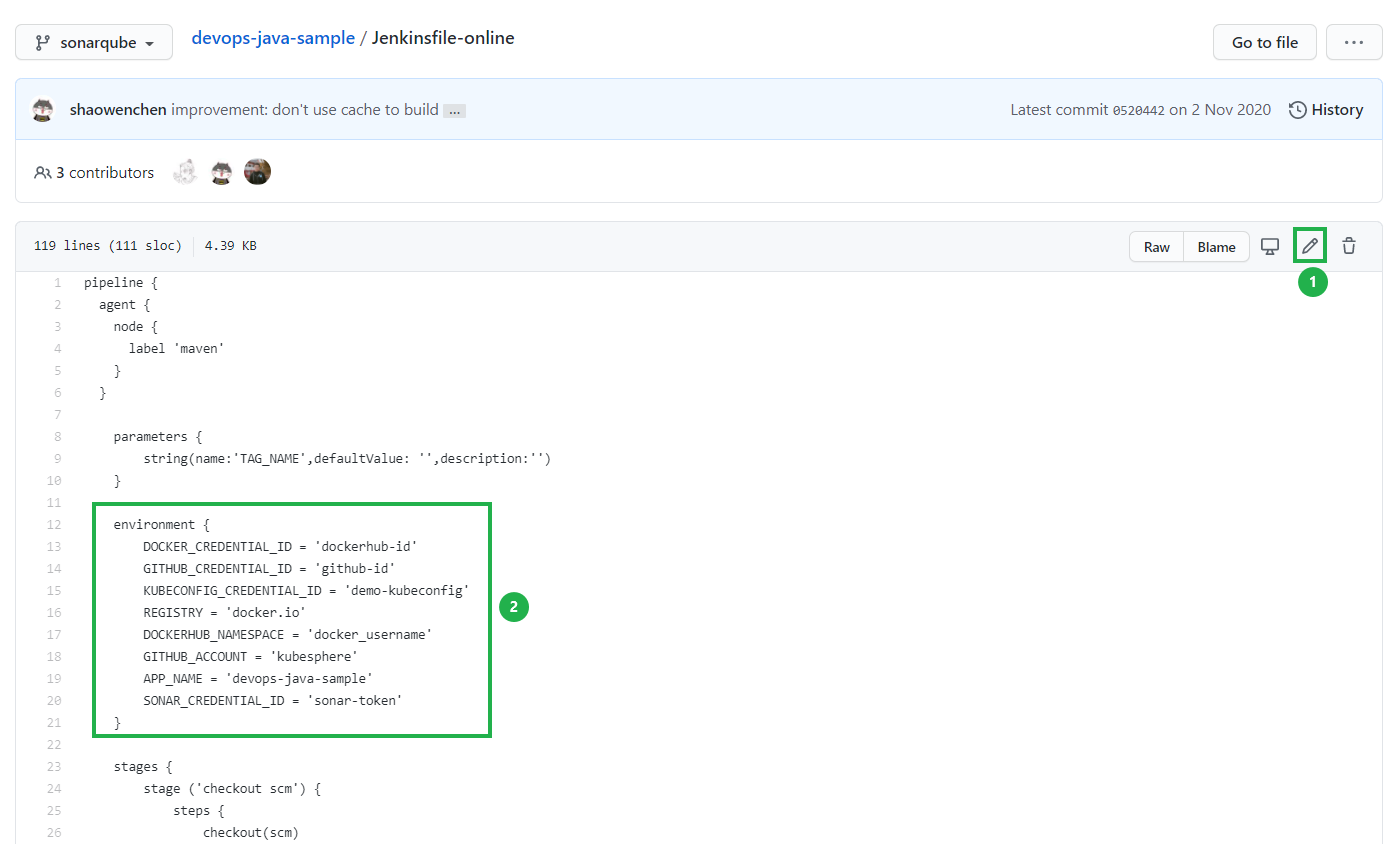 sonarqube devops-java-sample / Jenkinsfile-online Go to file ...
shaowenchen improvement: don't use cache to build ... Latest commit 0520442 on 2 Nov 2020 History
3 contributors
119 lines (111 sloc) 4.39 KB Raw Blame
1
1 pipeline {
2 agent {
3 node {
4 label 'maven'
5 }
6 }
7
8 parameters {
9 string(name:'TAG_NAME',defaultValue: '',description:'')
10 }
11
12 environment {
13 DOCKER_CREDENTIAL_ID = 'dockerhub-id'
14 GITHUB_CREDENTIAL_ID = 'github-id'
15 KUBECONFIG_CREDENTIAL_ID = 'demo-kubeconfig'
2
16 REGISTRY = 'docker.io'
17 DOCKERHUB_NAMESPACE = 'docker_username'
18 GITHUB_ACCOUNT = 'kubesphere'
19 APP_NAME = 'devops-java-sample'
20 SONAR_CREDENTIAL_ID = 'sonar-token'
21 }
22
23 stages {
24 stage ('checkout scm') {
25 steps {
26 checkout(scm)